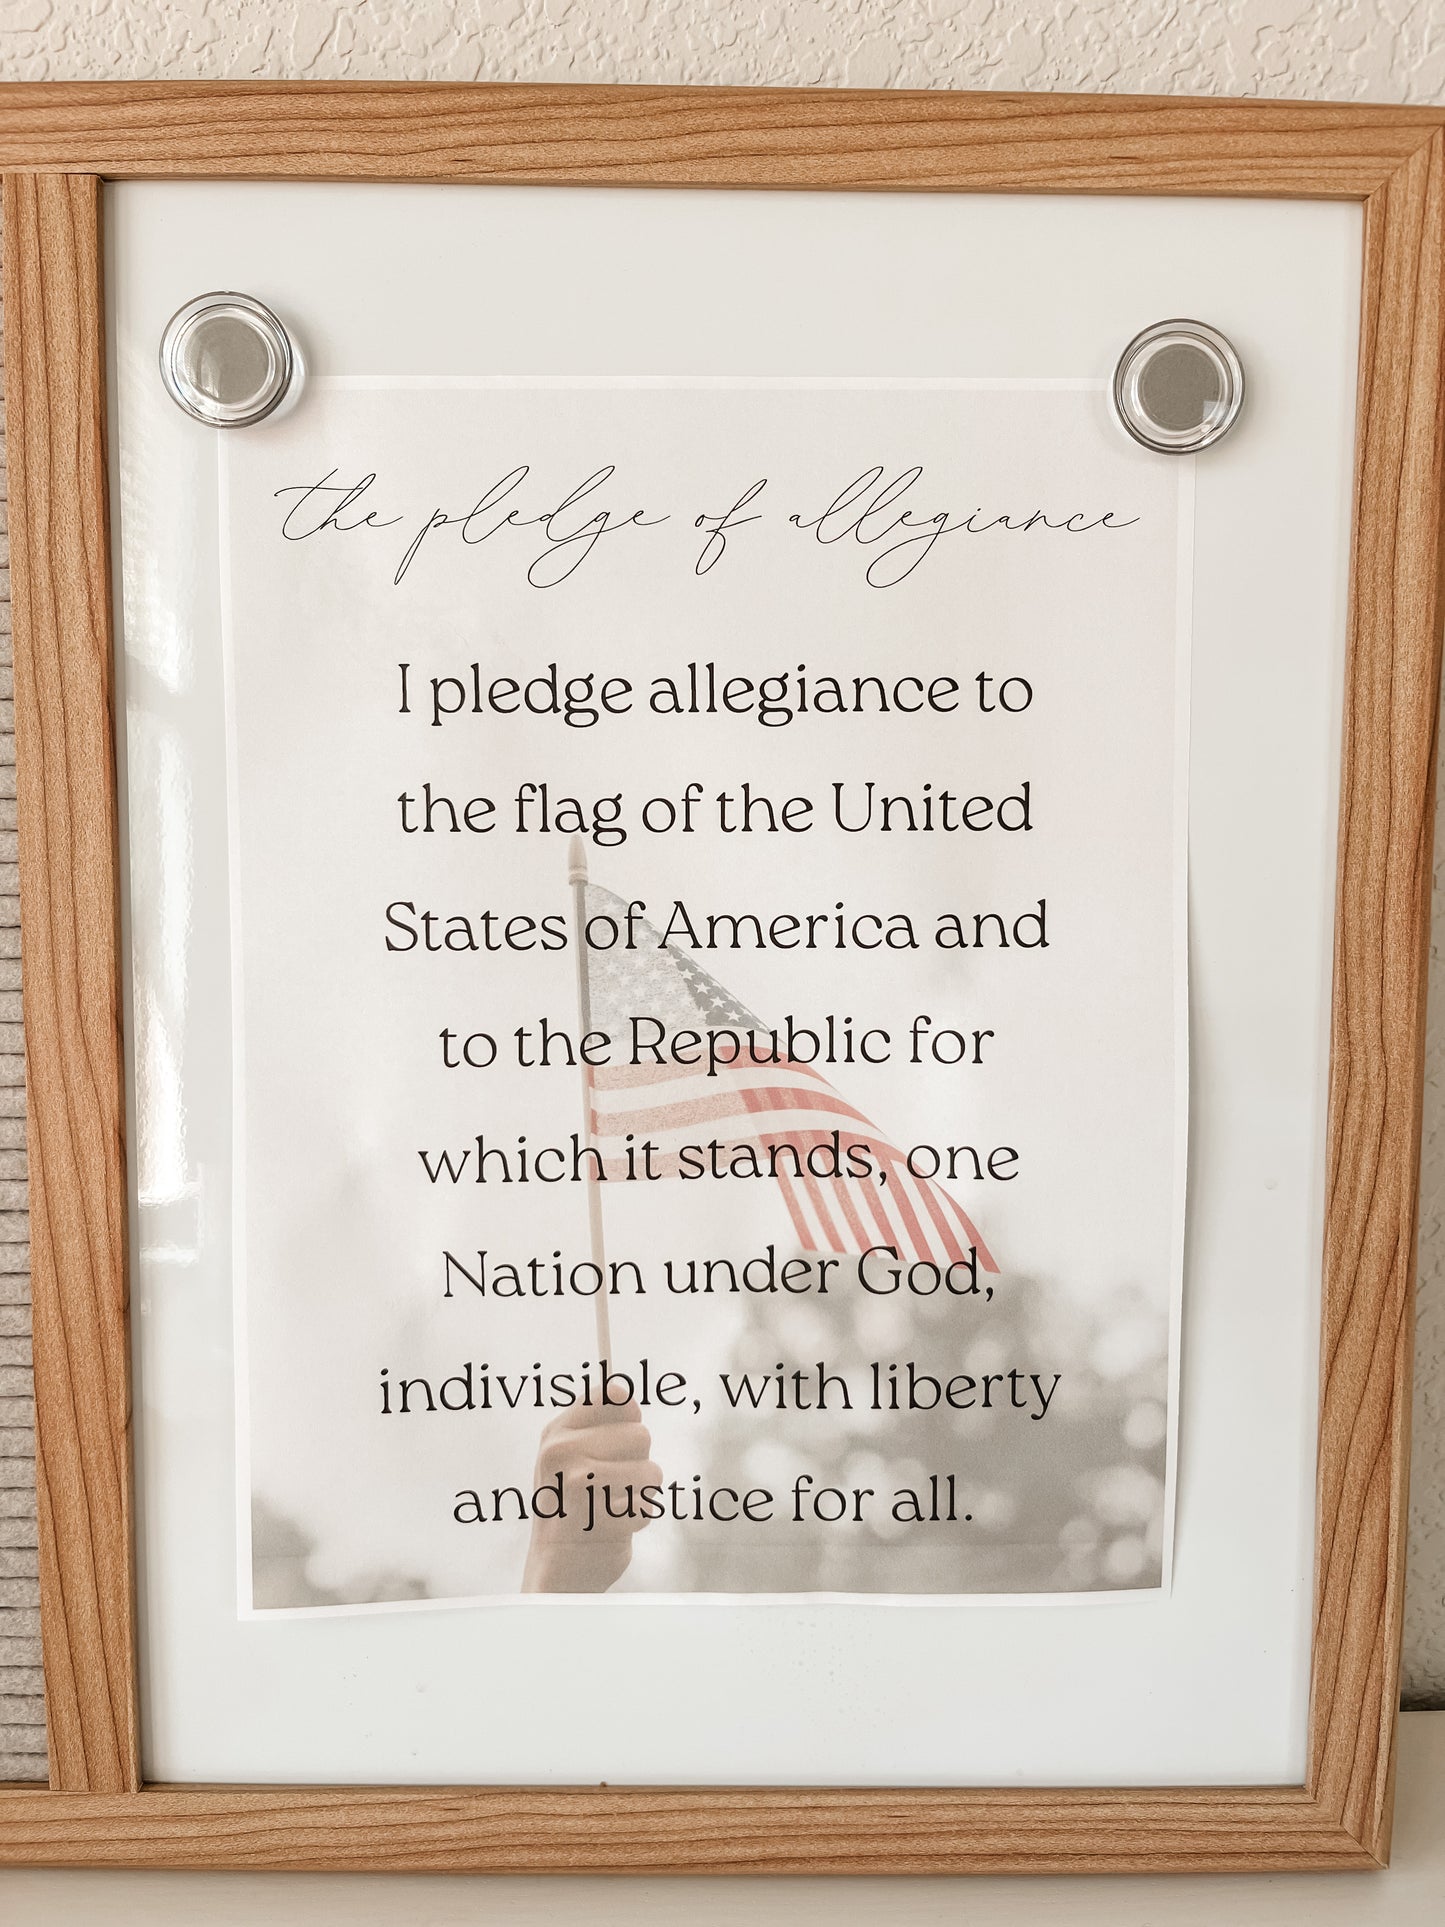 the pledge of allegiance
I pledge allegiance to
the flag of the United
States of America and
to the Republic for
which it stands, one
Nation under God,
indivisible, with liberty
and justice for all.